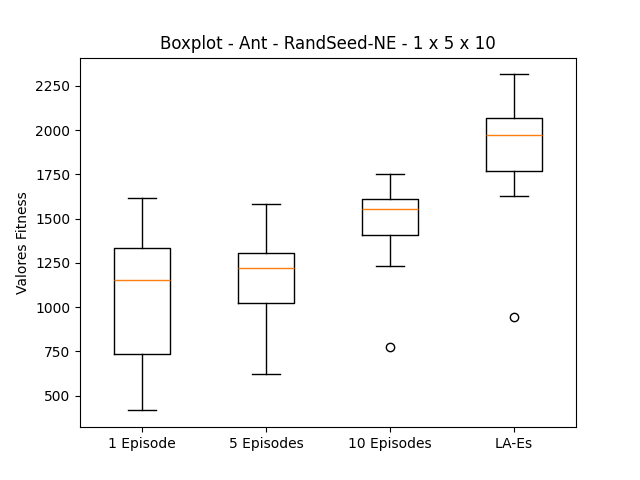 Boxplot - Ant - RandSeed-NE - 1 x 5 x 10
2250
2000
1750
1500
1250
1000
750
500
Valores Fitness
1 Episode
5 Episodes
10 Episodes
LA-Es